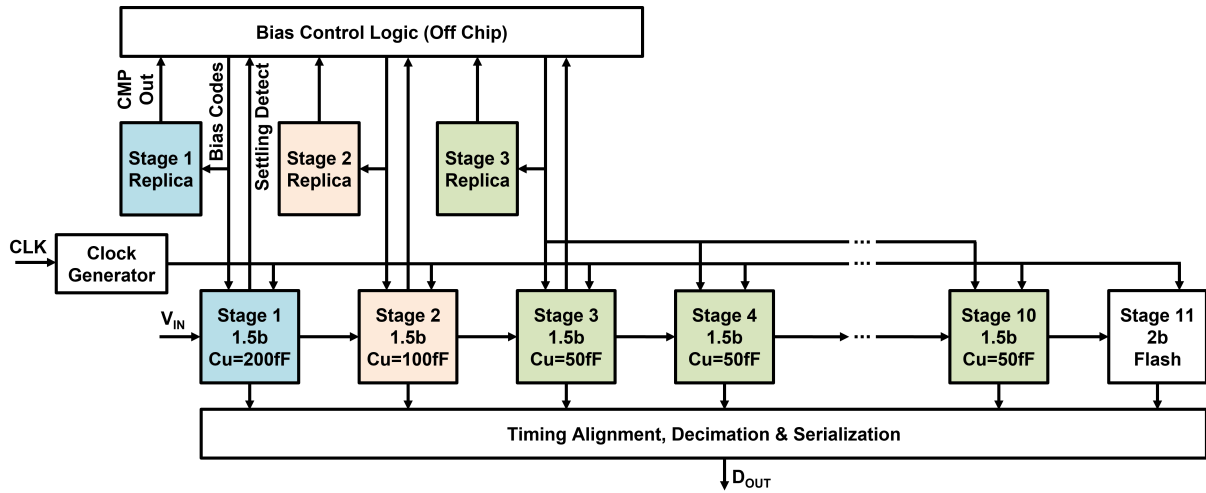 Bias Control Logic (Off Chip)
CMP
Out
Bias Codes
Settling Detect
Stage 1
Replica
Stage 2
Replica
Stage 3
Replica
CLK
Clock
Generator
...
...
VIN
Stage 1
1.5b
Cu=200fF
Stage 2
1.5b
Cu=100fF
Stage 3
1.5b
Cu=50fF
Stage 4
1.5b
Cu=50fF
...
Stage 10
1.5b
Cu=50fF
Stage 11
2b
Flash
...
Timing Alignment, Decimation & Serialization
DOUT